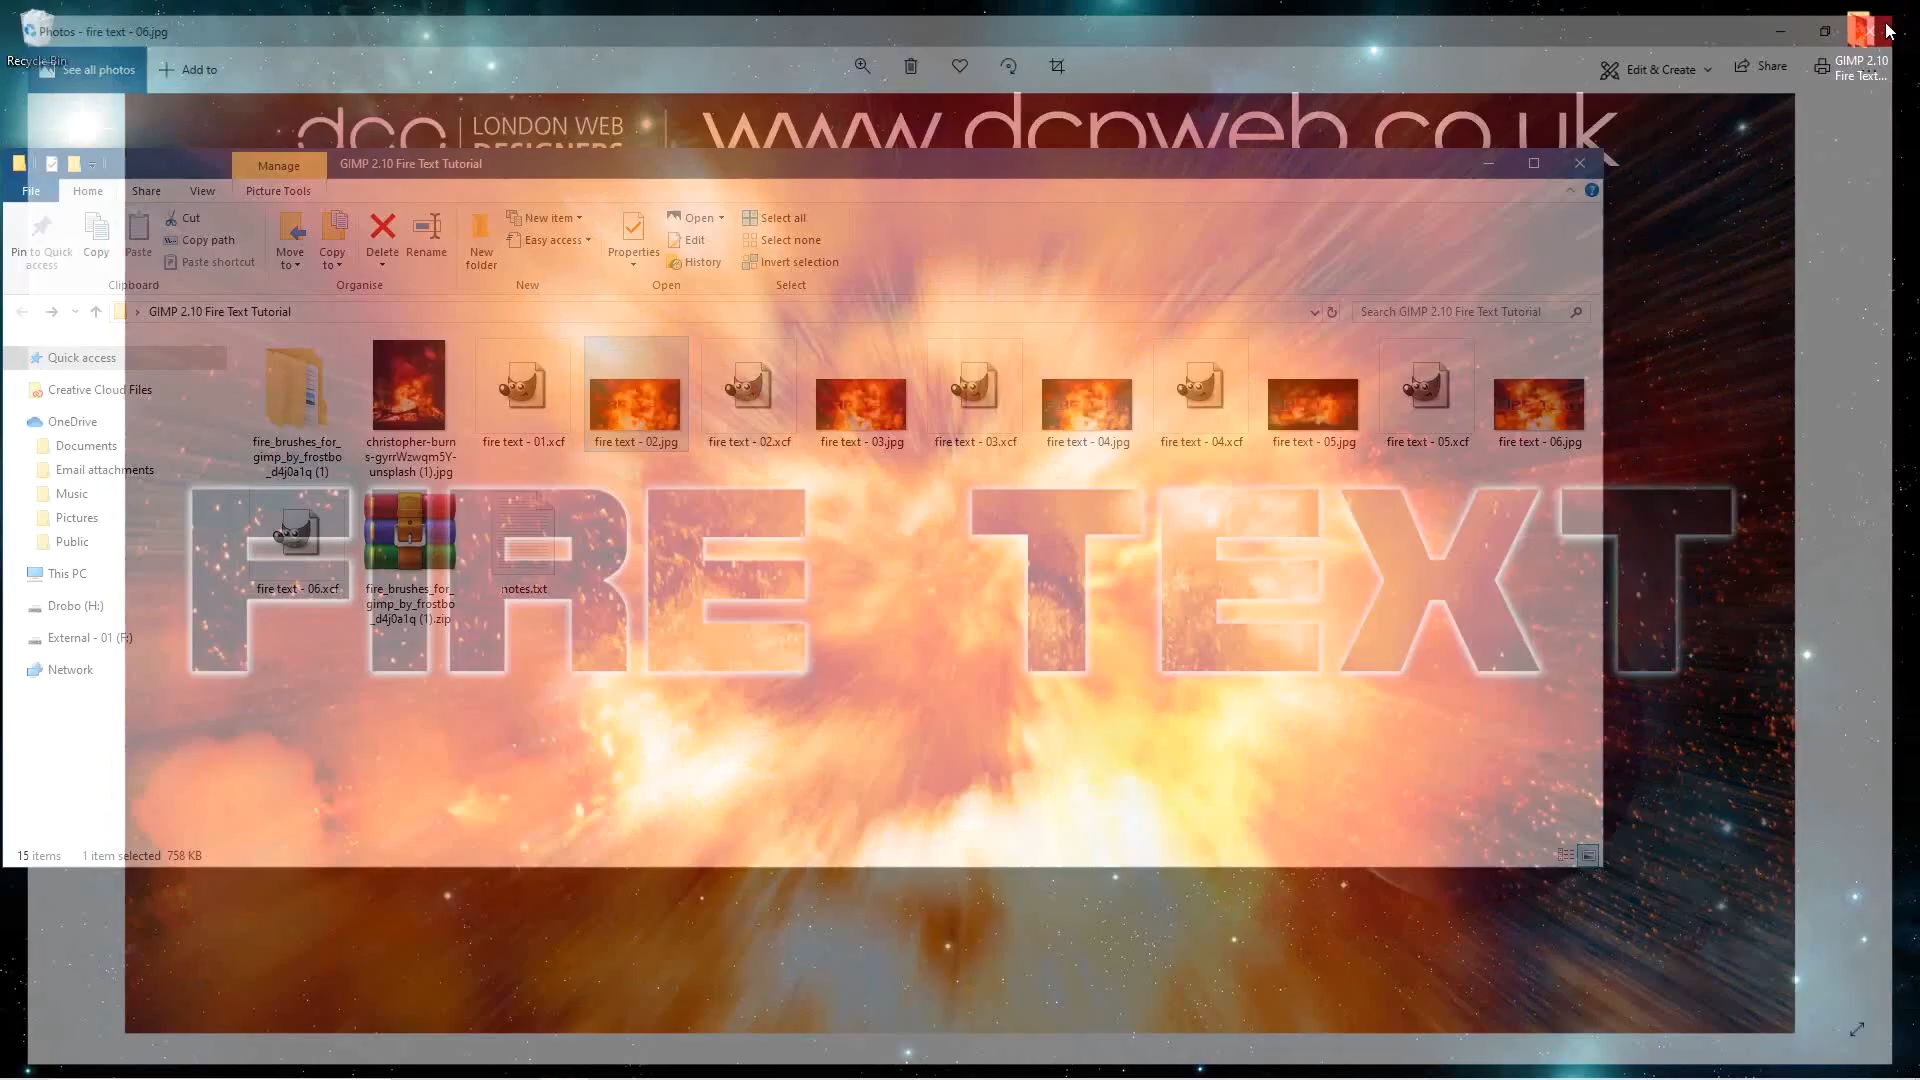 Photos - fire text - 06.jpg
Recycle Bin
See all photos
Add to
Edit & Create
Share
GIMP 2.10
Fire Text...
dcp
LONDON WEB
DESIGNERS
www.dcpweb.co.uk
Manage
GIMP 2.10 Fire Text Tutorial
File
Home
Share
View
Picture Tools
Pin to Quick
access
Copy
Paste
Cut
Copy path
Paste shortcut
Clipboard
Move
to
Copy
to
Delete
Rename
Organise
New
folder
New item
Easy access
New
Properties
Open
Edit
History
Open
Select all
Select none
Invert selection
Select
GIMP 2.10 Fire Text Tutorial
Search GIMP 2.10 Fire Text Tutorial
Quick access
Creative Cloud Files
OneDrive
Documents
Email attachments
Music
Pictures
Public
This PC
Drobo (H:)
External - 01 (F:)
Network
fire_brushes_for_
gimp_by_frostbo
_d4j0a1q (1)
christopher-burn
s-gyrrWzwqm5Y-
unsplash (1).jpg
fire text - 01.xcf
fire text - 02.jpg
fire text - 02.xcf
fire text - 03.jpg
fire text - 03.xcf
fire text - 04.jpg
fire text - 04.xcf
fire text - 05.jpg
fire text - 05.xcf
fire text - 06.jpg
fire text - 06.xcf
fire_brushes_for_
gimp_by_frostbo
_d4j0a1q (1).zip
notes.txt
FIRE TEXT
15 items
1 item selected 758 KB